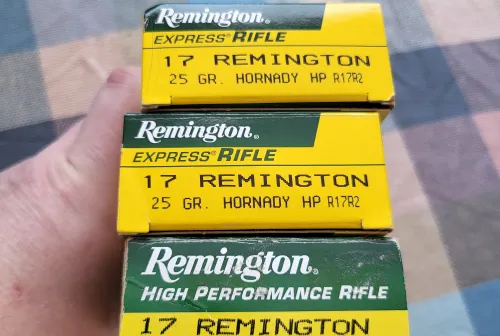 Remington®
EXPRESS® RIFLE
17 REMINGTON
25 GR. HORNADY HP R17R2
Remington®
EXPRESS® RIFLE
17 REMINGTON
25 GR. HORNADY HP R17R2
Remington®
HIGH PERFORMANCE RIFLE
17 REMINGTON